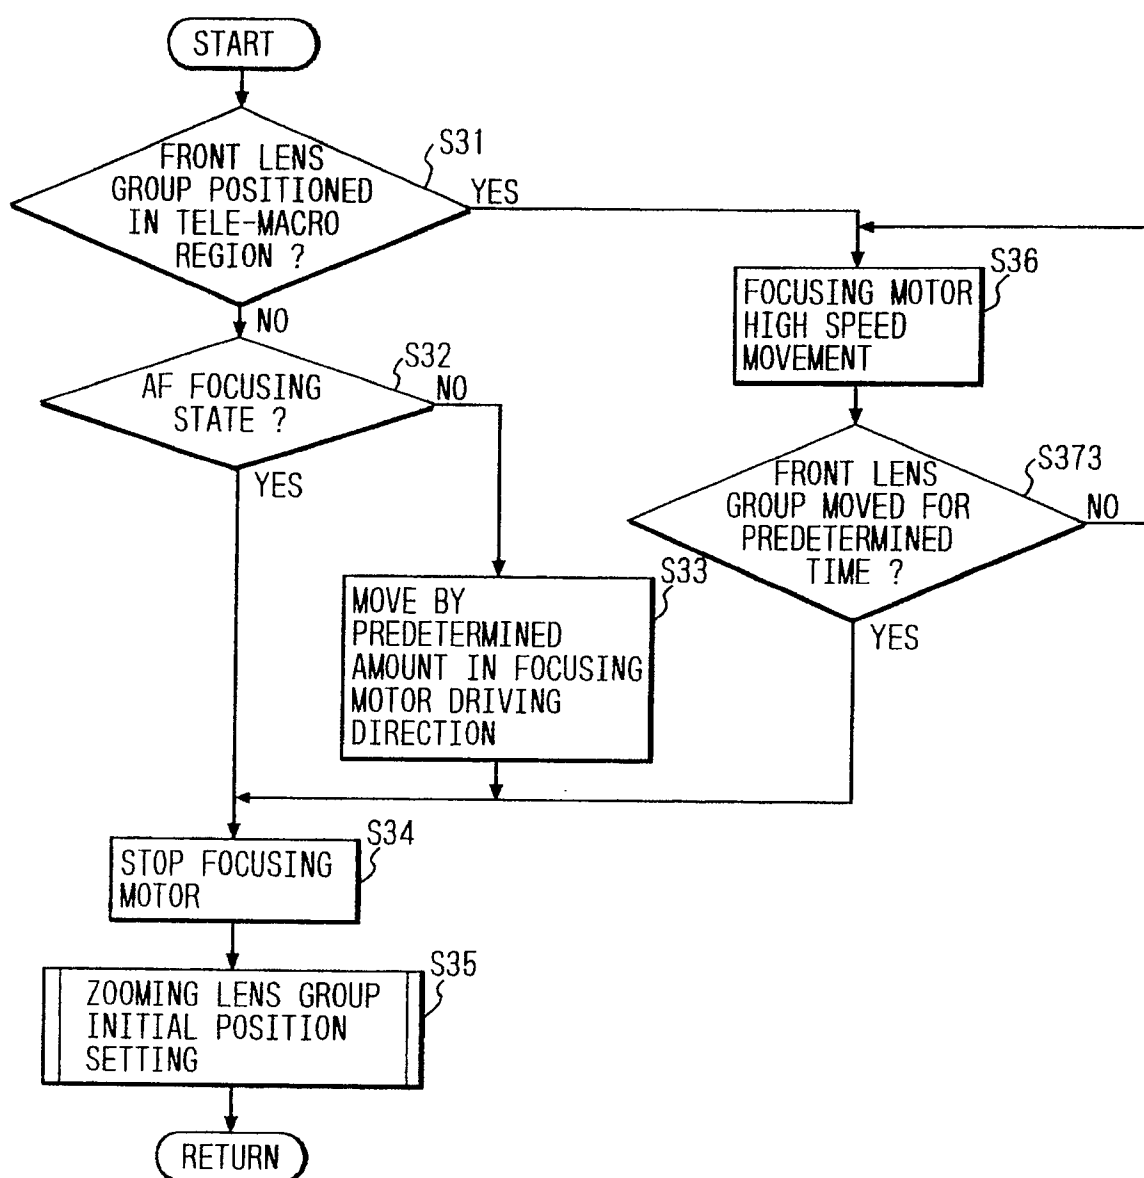 START
S31
FRONT LENS
GROUP POSITIONED
IN TELE-MACRO
REGION ?
YES
NO
S36
FOCUSING MOTOR
HIGH SPEED
MOVEMENT
S32
AF FOCUSING
STATE ?
NO
YES
S373
FRONT LENS
GROUP MOVED FOR
PREDETERMINED
TIME ?
NO
YES
S33
MOVE BY
PREDETERMINED
AMOUNT IN FOCUSING
MOTOR DRIVING
DIRECTION
S34
STOP FOCUSING
MOTOR
S35
ZOOMING LENS GROUP
INITIAL POSITION
SETTING
RETURN